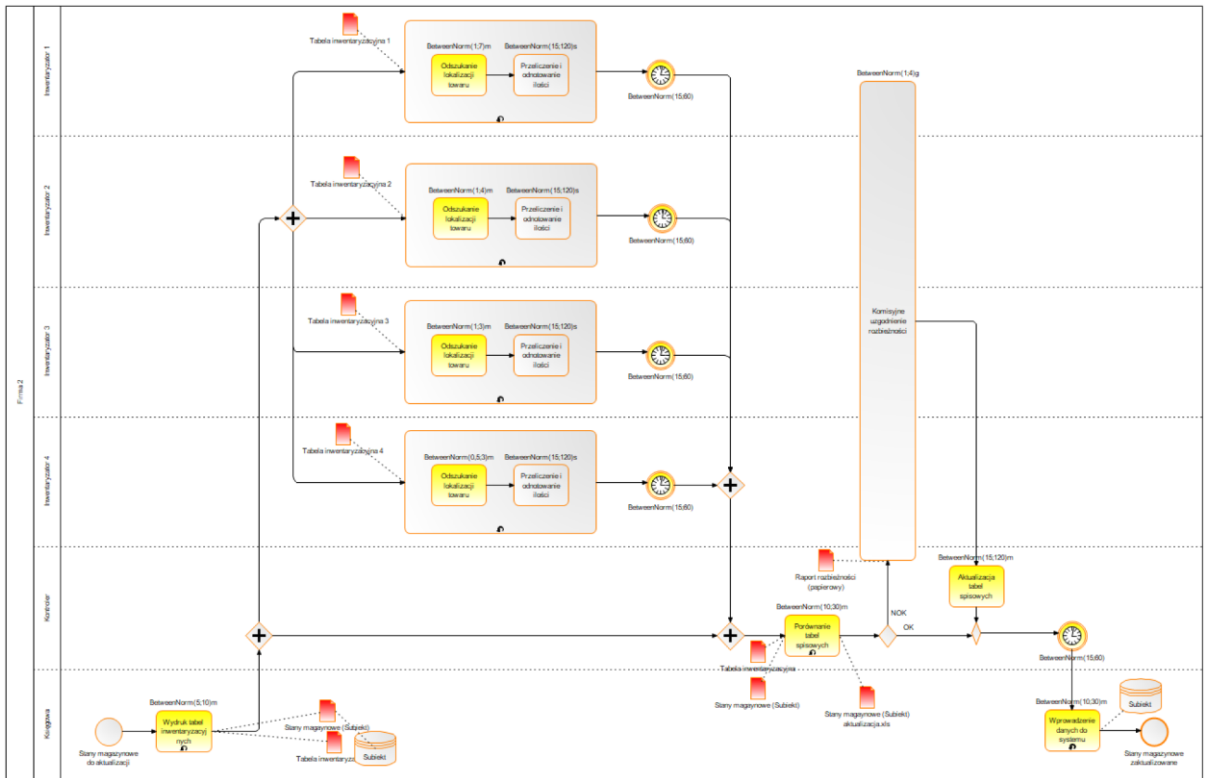 Firma 2
Inwentaryzator 1
Tabela inwentaryzacyjna 1
BetweenNorm(1;7)m
BetweenNorm(15;120)s
Odszukanie
lokalizacji
towaru
Przeliczenie i
odnotowanie
ilości
BetweenNorm(15;60)
Inwentaryzator 2
Tabela inwentaryzacyjna 2
BetweenNorm(1;4)m
BetweenNorm(15;120)s
Odszukanie
lokalizacji
towaru
Przeliczenie i
odnotowanie
ilości
BetweenNorm(15;60)
Inwentaryzator 3
Tabela inwentaryzacyjna 3
BetweenNorm(1;3)m
BetweenNorm(15;120)s
Odszukanie
lokalizacji
towaru
Przeliczenie i
odnotowanie
ilości
BetweenNorm(15;60)
Inwentaryzator 4
Tabela inwentaryzacyjna 4
BetweenNorm(0,5;3)m
BetweenNorm(15;120)s
Odszukanie
lokalizacji
towaru
Przeliczenie i
odnotowanie
ilości
BetweenNorm(15;60)
BetweenNorm(1;4)g
Komisyjne
uzgodnienie
rozbieżności
Kontroler
Raport rozbieżności
(papierowy)
NOK
OK
BetweenNorm(15;120)m
Aktualizacja
tabel
spisowych
BetweenNorm(10;30)m
Porównanie
tabel
spisowych
Tabela inwentaryzacyjna
Stany magaynowe (Subiekt)
Stany magaynowe (Subiekt)
aktualizacja.xls
BetweenNorm(15;60)
Księgowa
Stany magazynowe
do aktualizacji
BetweenNorm(5;10)m
Wydruk tabel
inwentaryzacyj
nych
Stany magaynowe (Subiekt)
Tabela inwentaryza
Subiekt
BetweenNorm(10;30)m
Wprowadzenie
danych do
systemu
Subiekt
Stany magazynowe
zaktualizowane